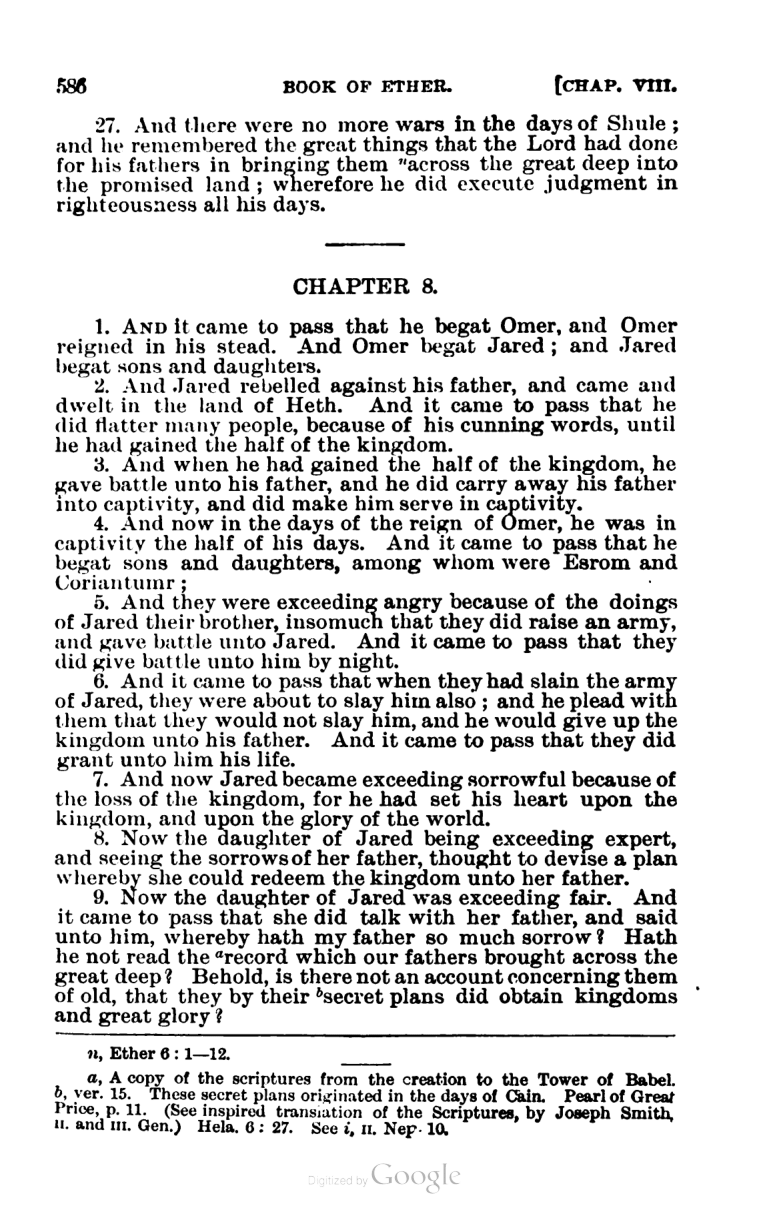 586 BOOK OF ETHER. [CHAP. VIII.
27. And there were no more wars in the days of Shule ;
and he remembered the great things that the Lord had done
for his fathers in bringing them "across the great deep into
the promised land ; wherefore he did execute judgment in
righteousness all his days.
CHAPTER 8.
1. AND it came to pass that he begat Omer, and Omer
reigned in his stead. And Omer begat Jared ; and Jared
begat sons and daughters.
2. And Jared rebelled against his father, and came and
dwelt in the land of Heth. And it came to pass that he
did flatter many people, because of his cunning words, until
he had gained the half of the kingdom.
3. And when he had gained the half of the kingdom, he
gave battle unto his father, and he did carry away his father
into captivity, and did make him serve in captivity.
4. And now in the days of the reign of Omer, he was in
captivity the half of his days. And it came to pass that he
begat sons and daughters, among whom were Esrom and
Coriantumr ;
5. And they were exceeding angry because of the doings
of Jared their brother, insomuch that they did raise an army,
and gave battle unto Jared. And it came to pass that they
did give battle unto him by night.
6. And it came to pass that when they had slain the army
of Jared, they were about to slay him also ; and he plead with
them that they would not slay him, and he would give up the
kingdom unto his father. And it came to pass that they did
grant unto him his life.
7. And now Jared became exceeding sorrowful because of
the loss of the kingdom, for he had set his heart upon the
kingdom, and upon the glory of the world.
8. Now the daughter of Jared being exceeding expert,
and seeing the sorrows of her father, thought to devise a plan
whereby she could redeem the kingdom unto her father.
9. Now the daughter of Jared was exceeding fair. And
it came to pass that she did talk with her father, and said
unto him, whereby hath my father so much sorrow ? Hath
he not read the ᵃrecord which our fathers brought across the
great deep ? Behold, is there not an account concerning them
of old, that they by their ᵇsecret plans did obtain kingdoms
and great glory ?
n, Ether 6 : 1—12.
a, A copy of the scriptures from the creation to the Tower of Babel.
b, ver. 15. These secret plans originated in the days of Cain. Pearl of Great
Price, p. 11. (See inspired translation of the Scriptures, by Joseph Smith,
II. and III. Gen.) Hela. 6 : 27. See i, II. Nep. 10.
Digitized by Google